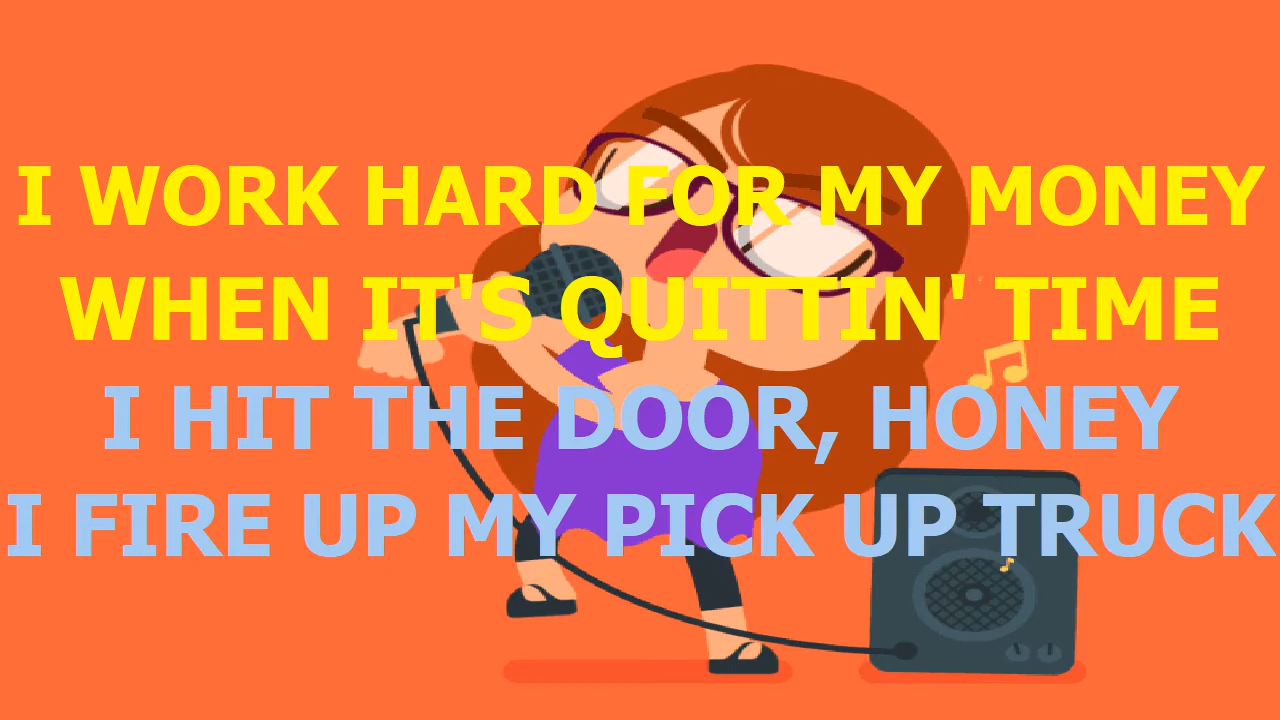 I WORK HARD FOR MY MONEY
WHEN IT'S QUITTIN' TIME
I HIT THE DOOR, HONEY
I FIRE UP MY PICK UP TRUCK